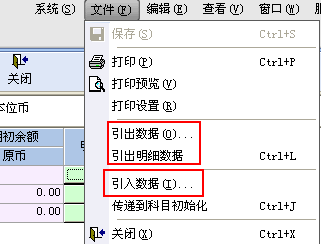 系统(S) 文件(F) 编辑(E) 查看(V) 窗口(W)
保存(S) Ctrl+S
打印(P) Ctrl+P
打印预览(V)
打印设置(R)
引出数据(O)...
引出明细数据 Ctrl+L
引入数据(I)...
传递到科目初始化 Ctrl+J
关闭(X) Ctrl+X
关闭
本位币
初余额
原币
0.00
0.00